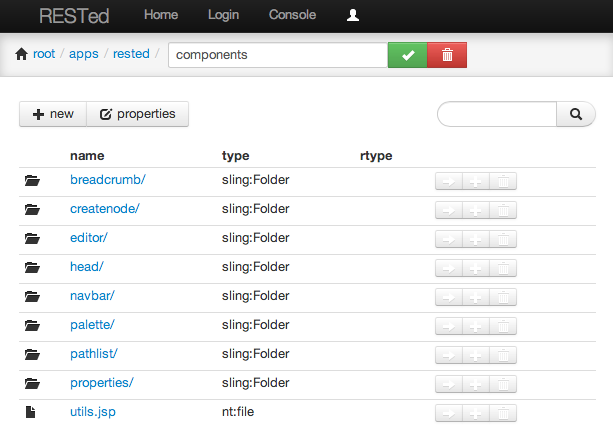 RESTed Home Login Console
root / apps / rested / components
new properties
name type rtype
breadcrumb/ sling:Folder
createnode/ sling:Folder
editor/ sling:Folder
head/ sling:Folder
navbar/ sling:Folder
palette/ sling:Folder
pathlist/ sling:Folder
properties/ sling:Folder
utils.jsp nt:file